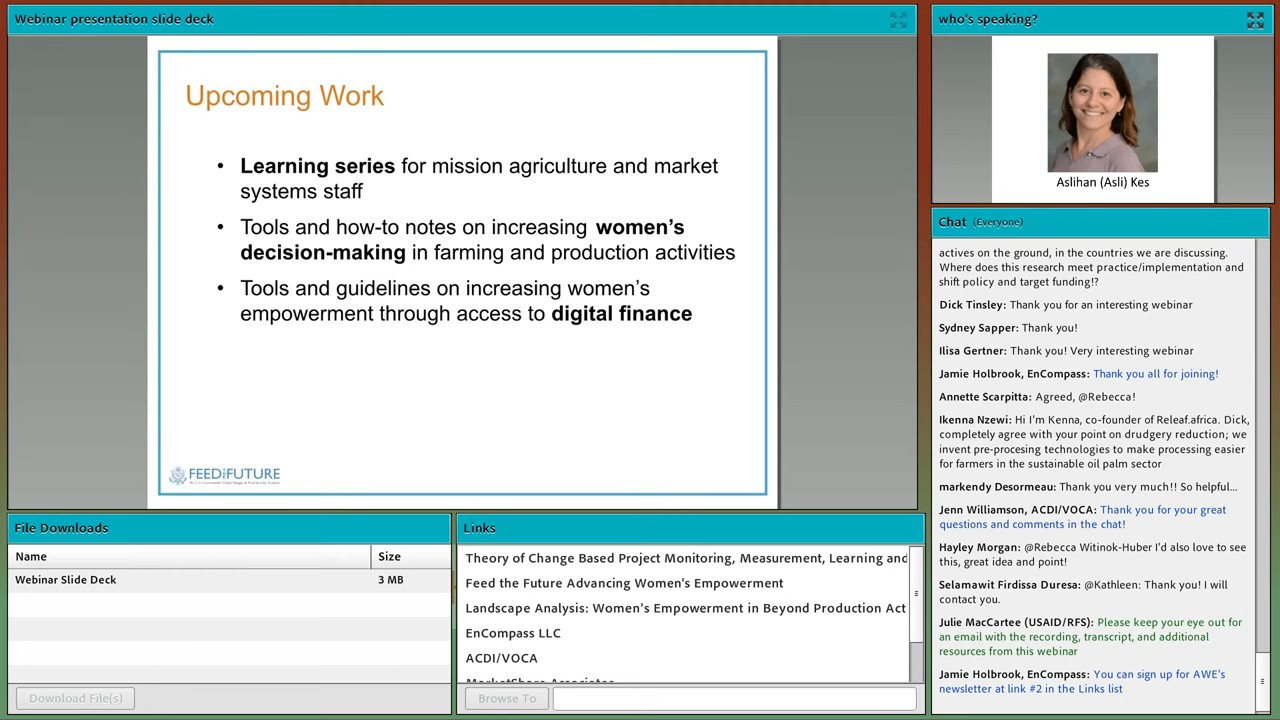 Webinar presentation slide deck
Upcoming Work
• Learning series for mission agriculture and market
systems staff
• Tools and how-to notes on increasing women's
decision-making in farming and production activities
• Tools and guidelines on increasing women's
empowerment through access to digital finance
FEED THE FUTURE
who's speaking?
Aslihan (Asli) Kes
Chat (Everyone)
actives on the ground, in the countries we are discussing.
Where does this research meet practice/implementation and
shift policy and target funding!?
Dick Tinsley: Thank you for an interesting webinar
Sydney Sapper: Thank you!
Ilisa Gertner: Thank you! Very interesting webinar
Jamie Holbrook, EnCompass: Thank you all for joining!
Annette Scarpitta: Agreed, @Rebecca!
Ikenna Nzewi: Hi I'm Kenna, co-founder of Releaf.africa. Dick,
completely agree with your point on drudgery reduction; we
invent pre-procesing technologies to make processing easier
for farmers in the sustainable oil palm sector
markendy Desormeau: Thank you very much!! So helpful...
Jenn Williamson, ACDI/VOCA: Thank you for your great
questions and comments in the chat!
Hayley Morgan: @Rebecca Witinok-Huber I'd also love to see
this, great idea and point!
Selamawit Firdissa Duresa: @Kathleen: Thank you! I will
contact you.
Julie MacCartee (USAID/RFS): Please keep your eye out for
an email with the recording, transcript, and additional
resources from this webinar
Jamie Holbrook, EnCompass: You can sign up for AWE's
newsletter at link #2 in the Links list
File Downloads
Name Size
Webinar Slide Deck 3 MB
Download File(s)
Links
Theory of Change Based Project Monitoring, Measurement, Learning and
Feed the Future Advancing Women's Empowerment
Landscape Analysis: Women's Empowerment in Beyond Production Act
EnCompass LLC
ACDI/VOCA
MarketShare Associates
Browse To